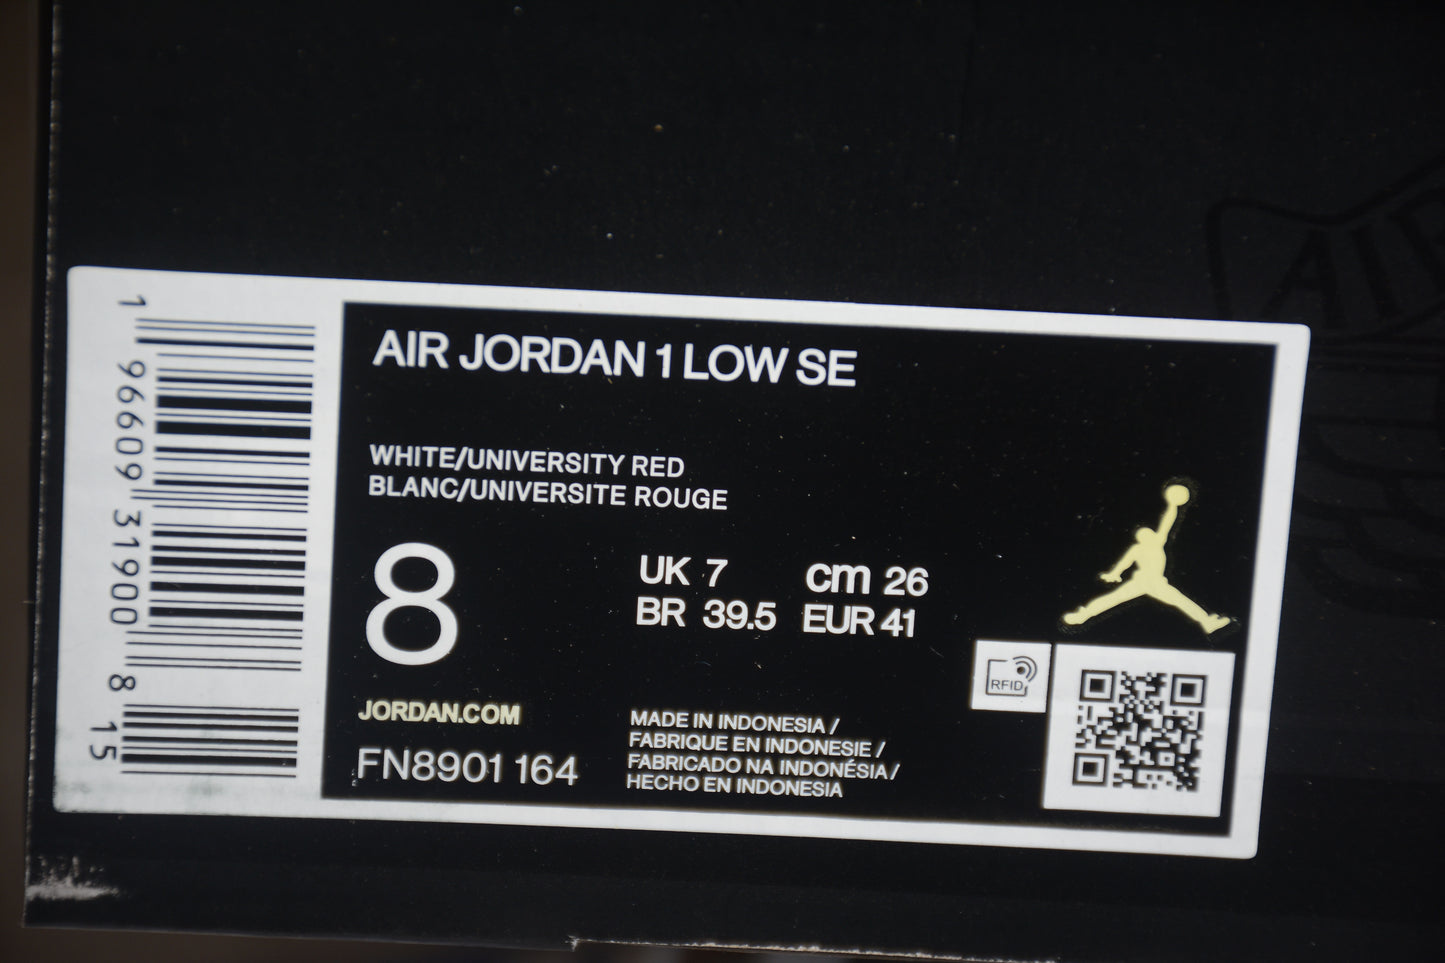 AIR JORDAN 1 LOW SE
WHITE/UNIVERSITY RED
BLANC/UNIVERSITE ROUGE
8
UK 7 cm 26
BR 39.5 EUR 41
JORDAN.COM
FN8901 164
MADE IN INDONESIA /
FABRIQUE EN INDONESIE /
FABRICADO NA INDONÉSIA /
HECHO EN INDONESIA
RFID
1 96609 31900 8 15
AIR